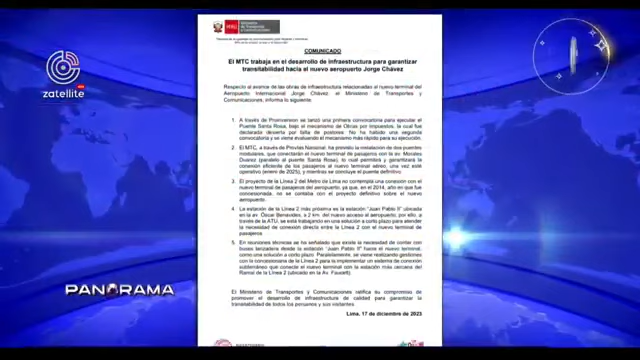 PERÚ
Ministerio de Transportes y Comunicaciones
COMUNICADO
El MTC trabaja en el desarrollo de infraestructura para garantizar
transitabilidad hacia el nuevo aeropuerto Jorge Chávez
Respecto al avance de las obras de infraestructura relacionadas al nuevo terminal del
Aeropuerto Internacional Jorge Chávez, el Ministerio de Transportes y
Comunicaciones, informa lo siguiente:
1. A través de Proinversión se lanzó una primera convocatoria para ejecutar el
Puente Santa Rosa, bajo el mecanismo de Obras por Impuestos, la cual fue
declarada desierta por falta de postores. No ha habido una segunda
convocatoria y se viene evaluando el mecanismo más rápido para su ejecución.
2. El MTC, a través de Provías Nacional, ha previsto la instalación de dos puentes
modulares, que conectarán el nuevo terminal de pasajeros con la av. Morales
Duárez (paralelo al puente Santa Rosa), lo cual permitirá y garantizará la
conexión eficiente de los pasajeros al nuevo terminal aéreo, una vez esté
operativo (enero de 2025), y mientras se concluye el puente definitivo.
3. El proyecto de la Línea 2 del Metro de Lima no contempla una conexión con el
nuevo terminal de pasajeros del aeropuerto, ya que, en el 2014, año en que fue
concesionada, no se contaba con el proyecto definitivo sobre el nuevo
aeropuerto.
4. La estación de la Línea 2 más próxima es la estación "Juan Pablo II" ubicada
en la av. Óscar Benavides, a 2 km. del nuevo acceso al aeropuerto, por ello, a
través de la ATU, se está trabajando en una solución a corto plazo para atender
la necesidad de conexión directa entre la Línea 2 con el nuevo terminal de
pasajeros
5. En reuniones técnicas se ha señalado que existe la necesidad de contar con
buses lanzadera desde la estación "Juan Pablo II" hacia el nuevo terminal,
como una solución a corto plazo. Paralelamente, se viene realizando gestiones
con la concesionaria de la Línea 2 para la implementar un sistema de conexión
subterráneo que conecte el nuevo terminal con la estación más cercana del
Ramal de la Línea 2 (ubicado en la Av. Faucett).
El Ministerio de Transportes y Comunicaciones ratifica su compromiso de
promover el desarrollo de infraestructura de calidad para garantizar la
transitabilidad de todos los peruanos y sus visitantes.
Lima, 17 de diciembre de 2023
zatellite
PANORAMA